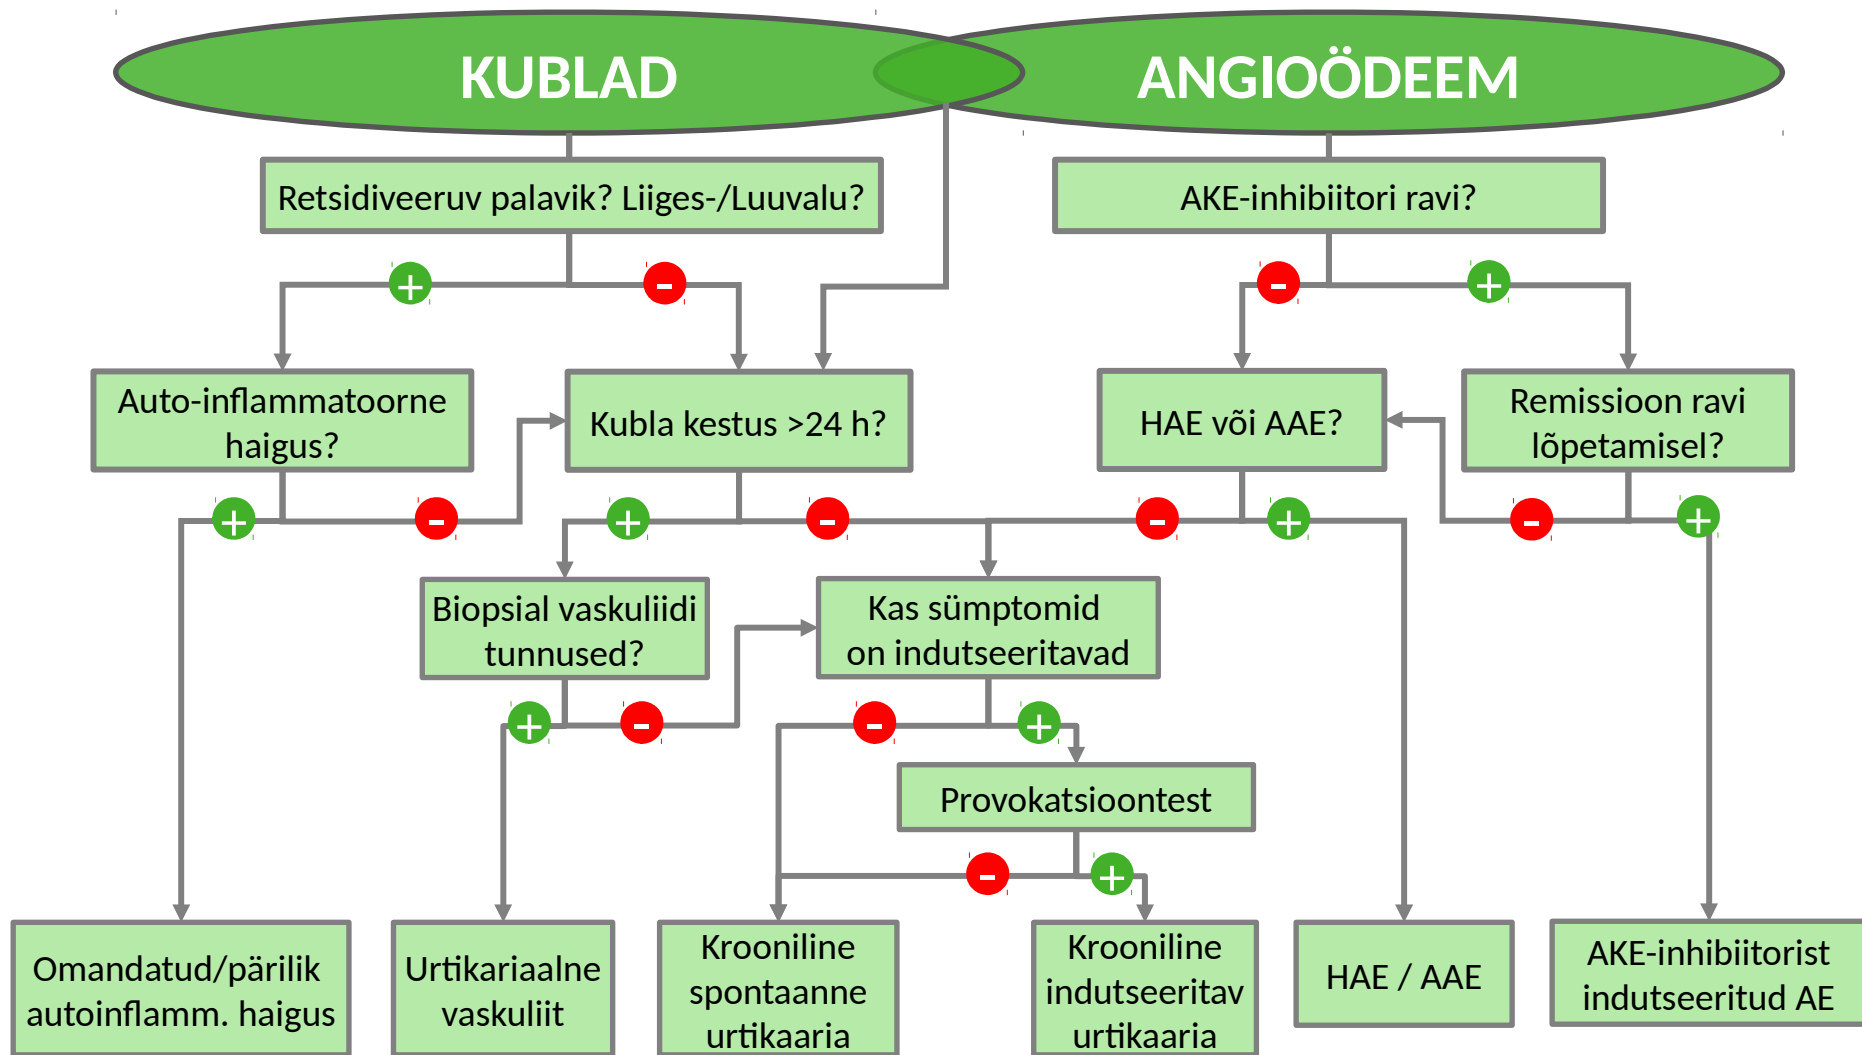 KUBLAD
ANGIOÖDEEM
Retsidiveeruv palavik? Liiges-/Luuvalu?
AKE-inhibiitori ravi?
+
-
-
+
Auto-inflammatoorne
haigus?
Kubla kestus >24 h?
HAE või AAE?
Remissioon ravi
lõpetamisel?
+
-
+
-
-
+
-
+
Biopsial vaskuliidi
tunnused?
Kas sümptomid
on indutseeritavad
+
-
-
+
Provokatsioontest
-
+
Omandatud/pärilik
autoinflamm. haigus
Urtikariaalne
vaskuliit
Krooniline
spontaanne
urtikaaria
Krooniline
indutseeritav
urtikaaria
HAE / AAE
AKE-inhibiitorist
indutseeritud AE